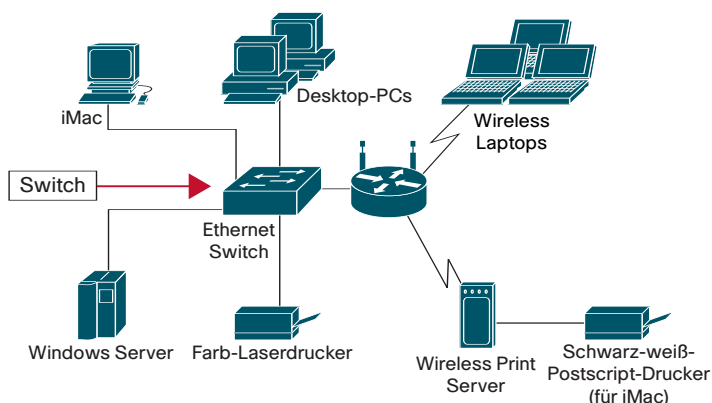 iMac
Desktop-PCs
Wireless
Laptops
Switch
Ethernet
Switch
Windows Server
Farb-Laserdrucker
Wireless Print
Server
Schwarz-weiß-
Postscript-Drucker
(für iMac)